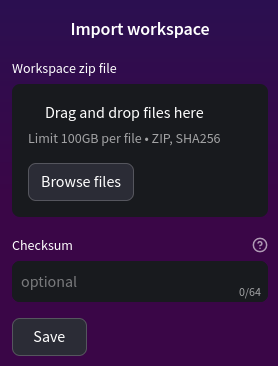 Import workspace
Workspace zip file
Drag and drop files here
Limit 100GB per file • ZIP, SHA256
Browse files
Checksum
?
optional
0/64
Save